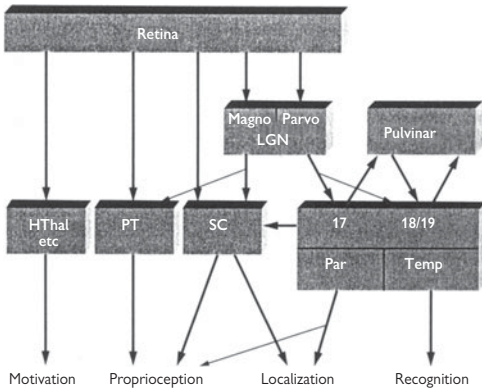 Retina
Magno Parvo
LGN
Pulvinar
HThal
etc
PT
SC
17
18/19
Par
Temp
Motivation
Proprioception
Localization
Recognition